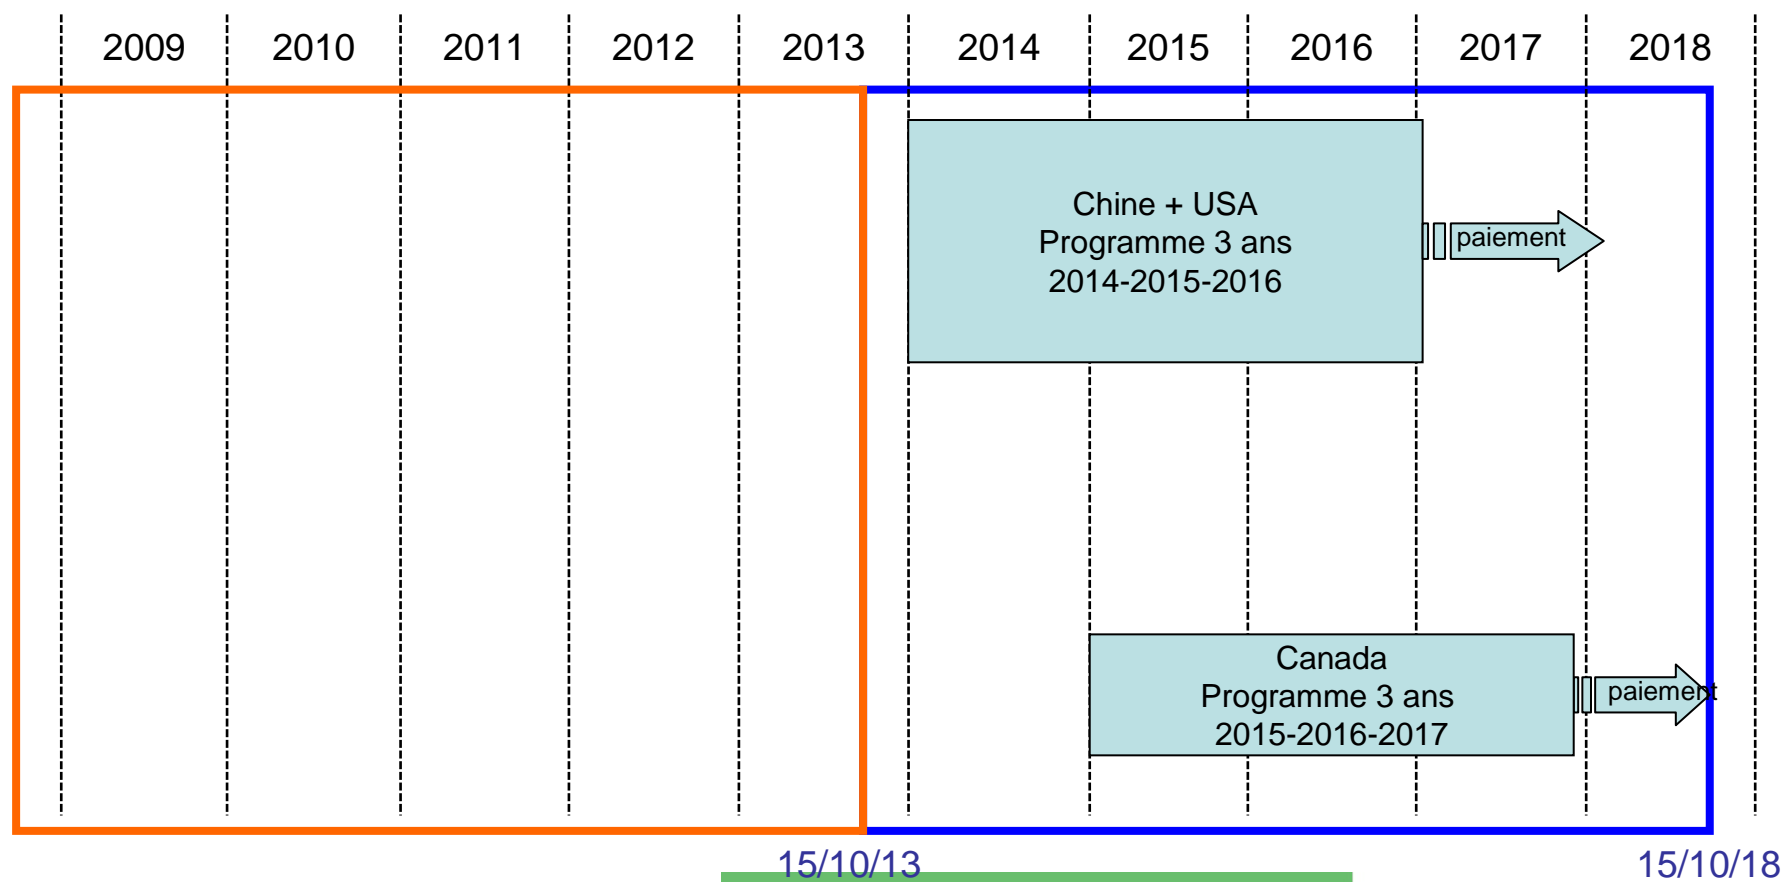 2009 2010 2011 2012 2013 2014 2015 2016 2017 2018
Chine + USA
Programme 3 ans
2014-2015-2016
paiement
Canada
Programme 3 ans
2015-2016-2017
paiement
15/10/13 15/10/18